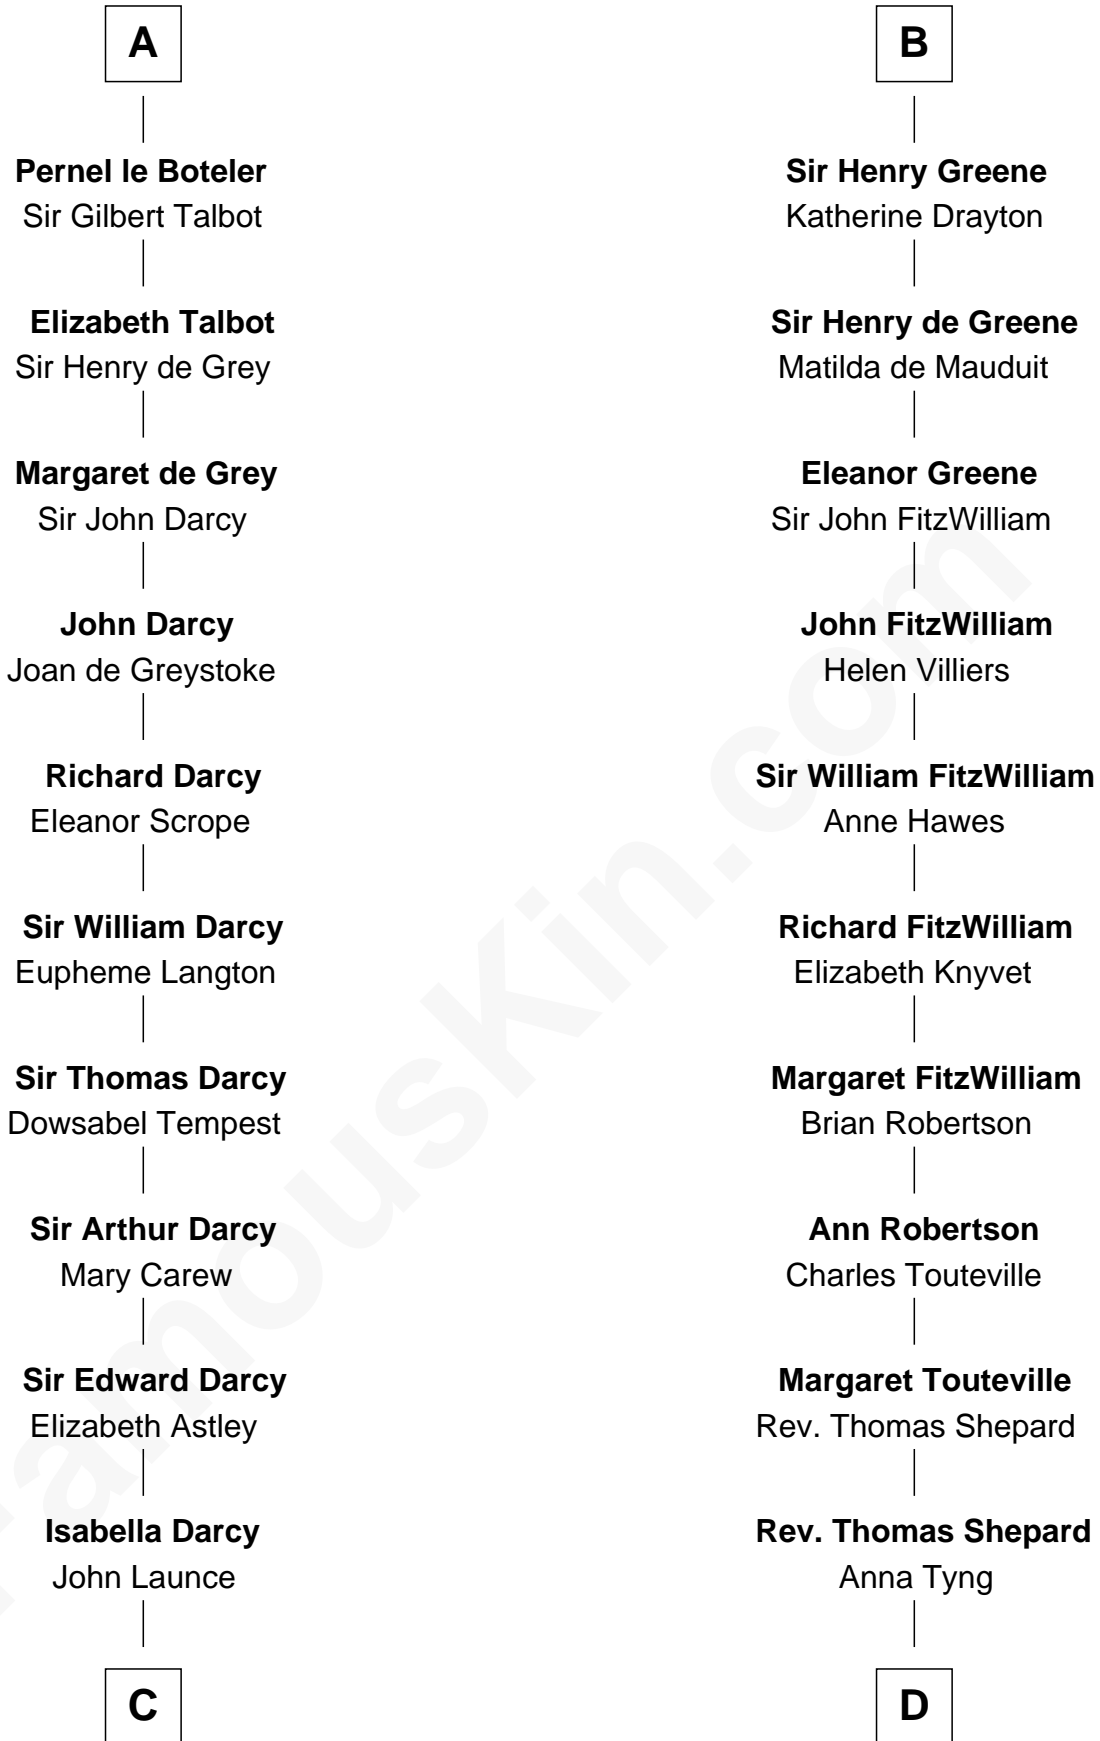 A
Pernel le Boteler
Sir Gilbert Talbot
Elizabeth Talbot
Sir Henry de Grey
Margaret de Grey
Sir John Darcy
John Darcy
Joan de Greystoke
Richard Darcy
Eleanor Scrope
Sir William Darcy
Eupheme Langton
Sir Thomas Darcy
Dowsabel Tempest
Sir Arthur Darcy
Mary Carew
Sir Edward Darcy
Elizabeth Astley
Isabella Darcy
John Launce
C
B
Sir Henry Greene
Katherine Drayton
Sir Henry de Greene
Matilda de Mauduit
Eleanor Greene
Sir John FitzWilliam
John FitzWilliam
Helen Villiers
Sir William FitzWilliam
Anne Hawes
Richard FitzWilliam
Elizabeth Knyvet
Margaret FitzWilliam
Brian Robertson
Ann Robertson
Charles Touteville
Margaret Touteville
Rev. Thomas Shepard
Rev. Thomas Shepard
Anna Tyng
D
FamousKin.com